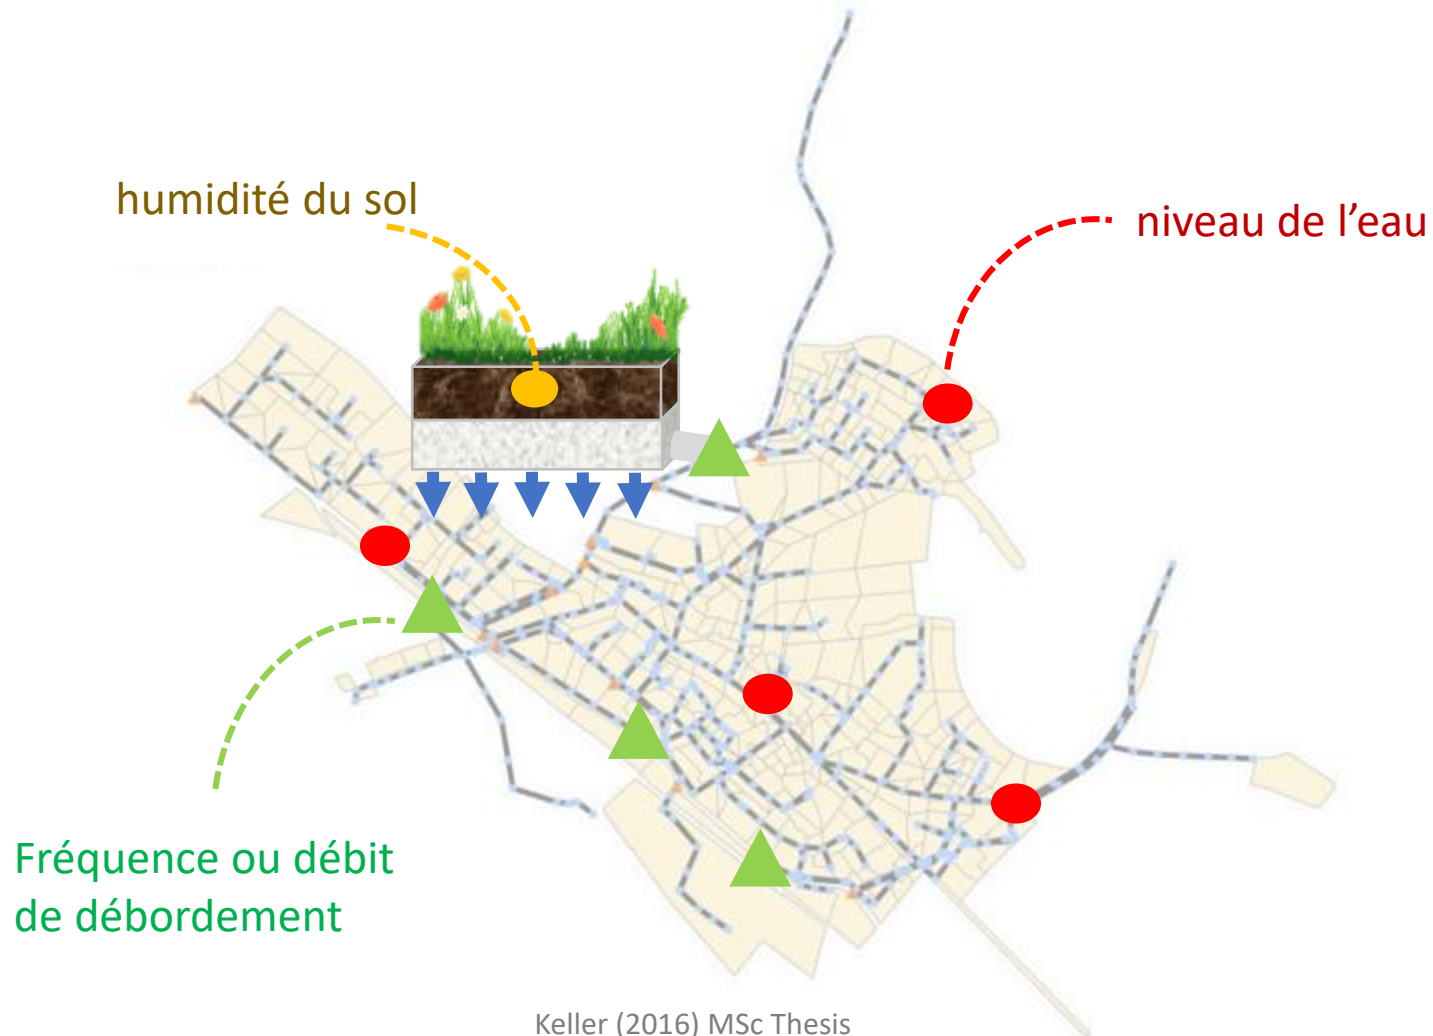 humidité du sol
niveau de l’eau
Fréquence ou débit
de débordement
Keller (2016) MSc Thesis